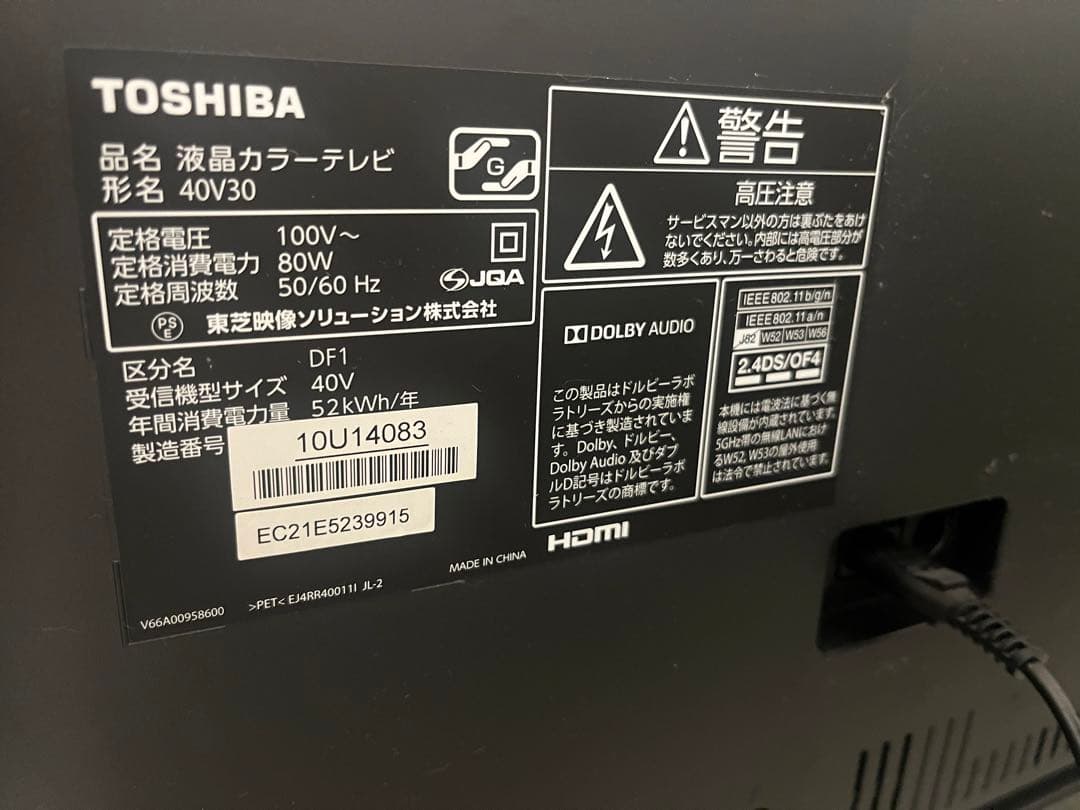 TOSHIBA
品名 液晶カラーテレビ
形名 40V30
G
定格電圧 100V～
定格消費電力 80W
定格周波数 50/60 Hz
JQA
PS
E
東芝映像ソリューション株式会社
区分名 DF1
受信機型サイズ 40V
年間消費電力量 52kWh/年
製造番号
10U14083
EC21E5239915
V66A00958600
>PET< EJ4RR40011I JL-2
MADE IN CHINA
警告
高圧注意
サービスマン以外の方は裏ぶたをあけ
ないでください。内部には高電圧部分が
数多くあり、万一さわると危険です。
DOLBY AUDIO
この製品はドルビーラボ
ラトリーズからの実施権
に基づき製造されていま
す。Dolby、ドルビー、
Dolby Audio 及びダブ
ルD記号はドルビーラボ
ラトリーズの商標です。
HDMI
IEEE802.11b/g/n
IEEE802.11a/n
J52 W52 W53 W56
2.4DS/OF4
本機には電波法に基づく無
線設備が内蔵されています。
5GHz帯の無線LANにおけ
るW52、W53の屋外使用
は法令で禁止されています。